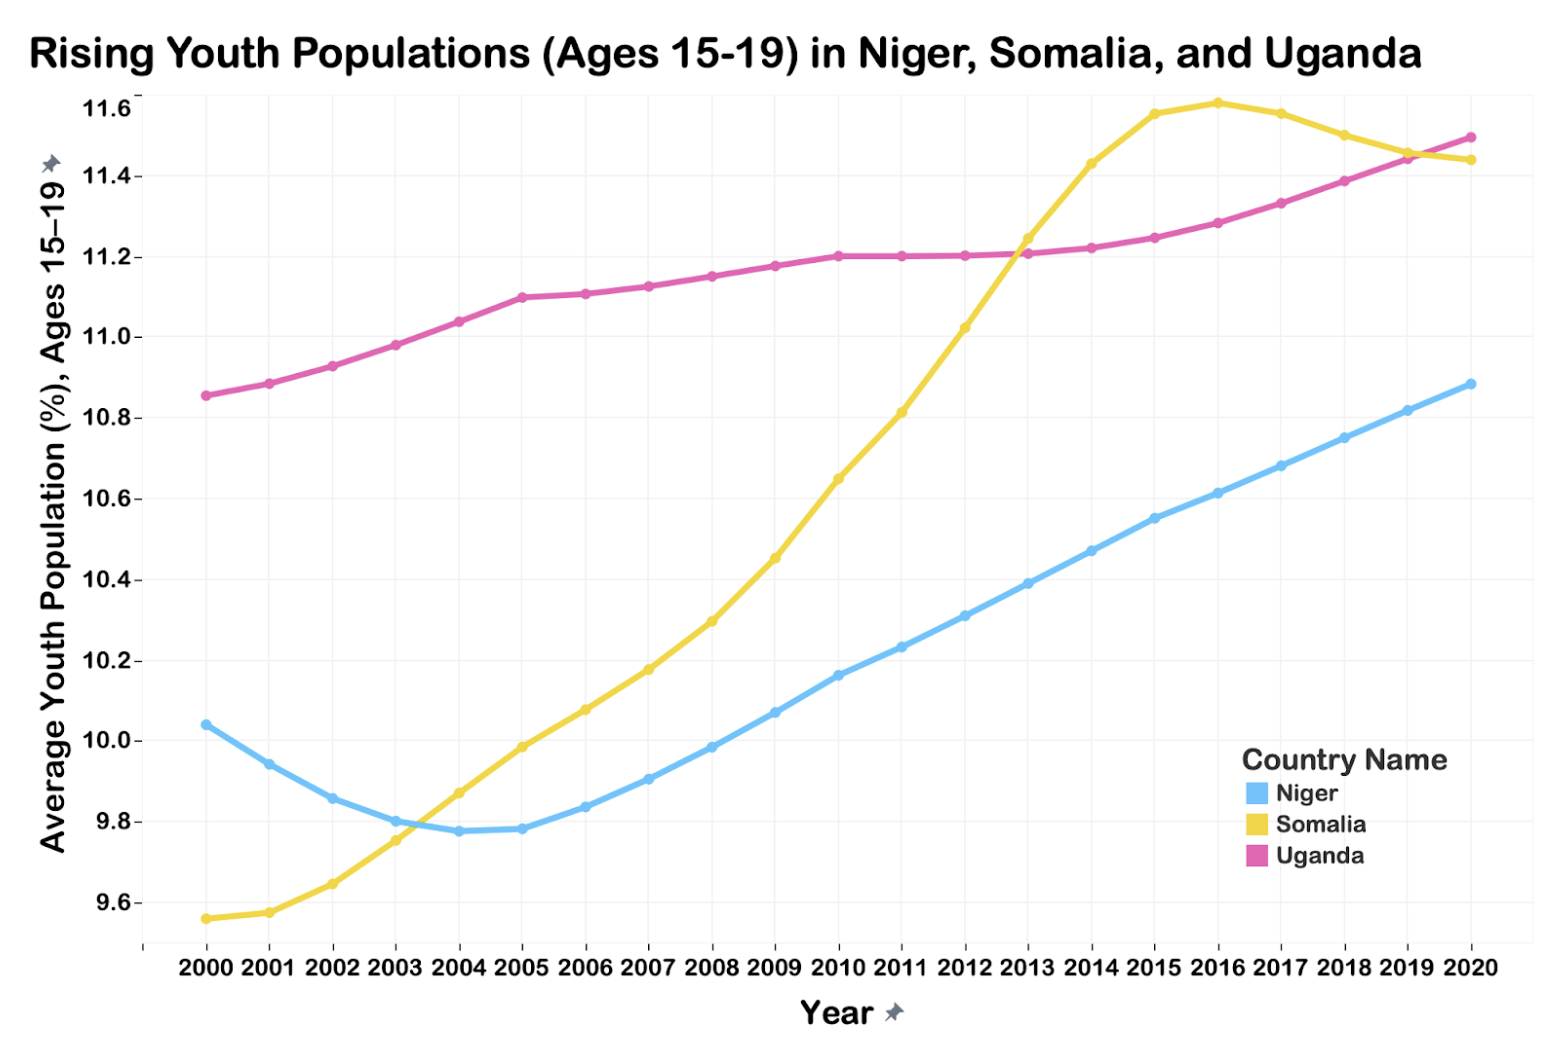 Rising Youth Populations (Ages 15-19) in Niger, Somalia, and Uganda
Average Youth Population (%), Ages 15–19
11.6
11.4
11.2
11.0
10.8
10.6
10.4
10.2
10.0
9.8
9.6
Country Name
Niger
Somalia
Uganda
2000 2001 2002 2003 2004 2005 2006 2007 2008 2009 2010 2011 2012 2013 2014 2015 2016 2017 2018 2019 2020
Year